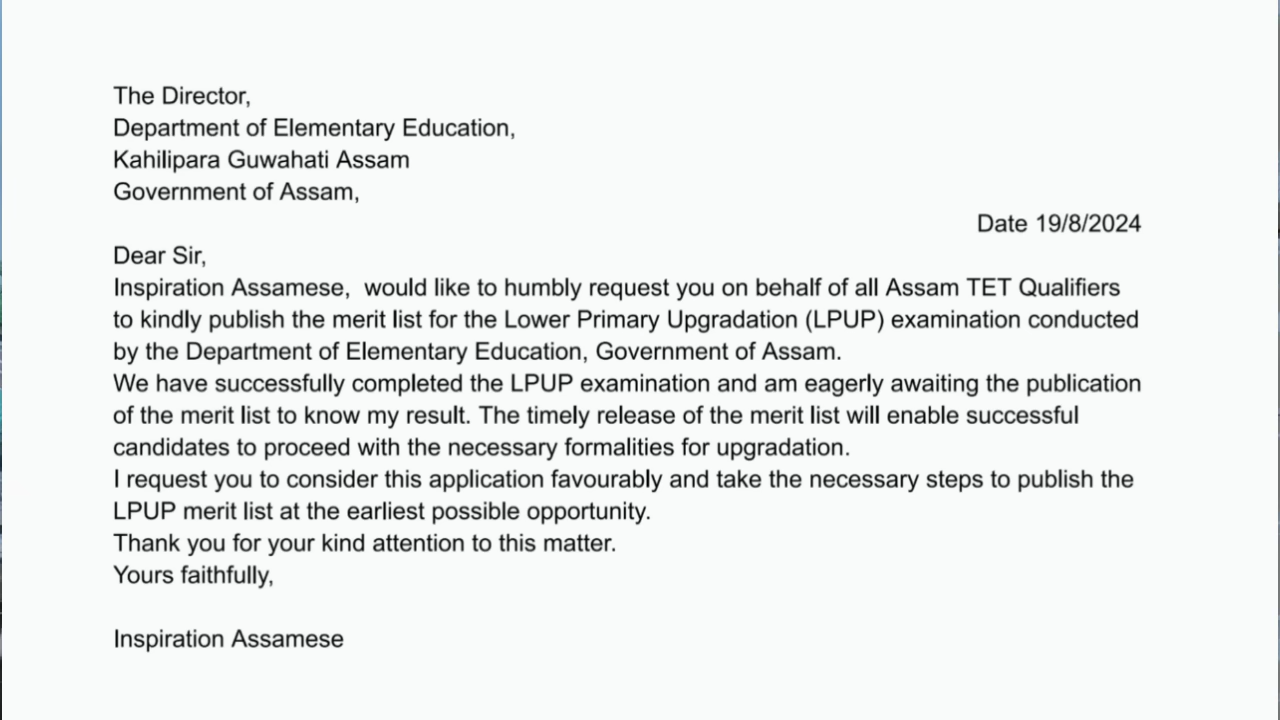 The Director,
Department of Elementary Education,
Kahilipara Guwahati Assam
Government of Assam,
Date 19/8/2024
Dear Sir,
Inspiration Assamese,  would like to humbly request you on behalf of all Assam TET Qualifiers
to kindly publish the merit list for the Lower Primary Upgradation (LPUP) examination conducted
by the Department of Elementary Education, Government of Assam.
We have successfully completed the LPUP examination and am eagerly awaiting the publication
of the merit list to know my result. The timely release of the merit list will enable successful
candidates to proceed with the necessary formalities for upgradation.
I request you to consider this application favourably and take the necessary steps to publish the
LPUP merit list at the earliest possible opportunity.
Thank you for your kind attention to this matter.
Yours faithfully,
Inspiration Assamese